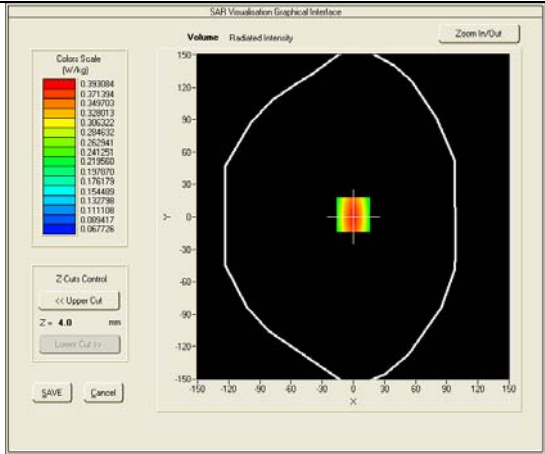 SAR Visualisation Graphical Interface
Volume Radiated Intensity
Zoom In/Out
Colors Scale
(W/kg)
0.393084
0.371394
0.349703
0.328013
0.306322
0.284632
0.262941
0.241251
0.219560
0.197870
0.176179
0.154489
0.132798
0.111108
0.089417
0.067726
150
120
90
60
30
0
-30
-60
-90
-120
-150
Y
-150 -120 -90 -60 -30 0 30 60 90 120 150
X
Z Cuts Control
<< Upper Cut
Z = 4.0 mm
Lower Cut >>
SAVE
Cancel